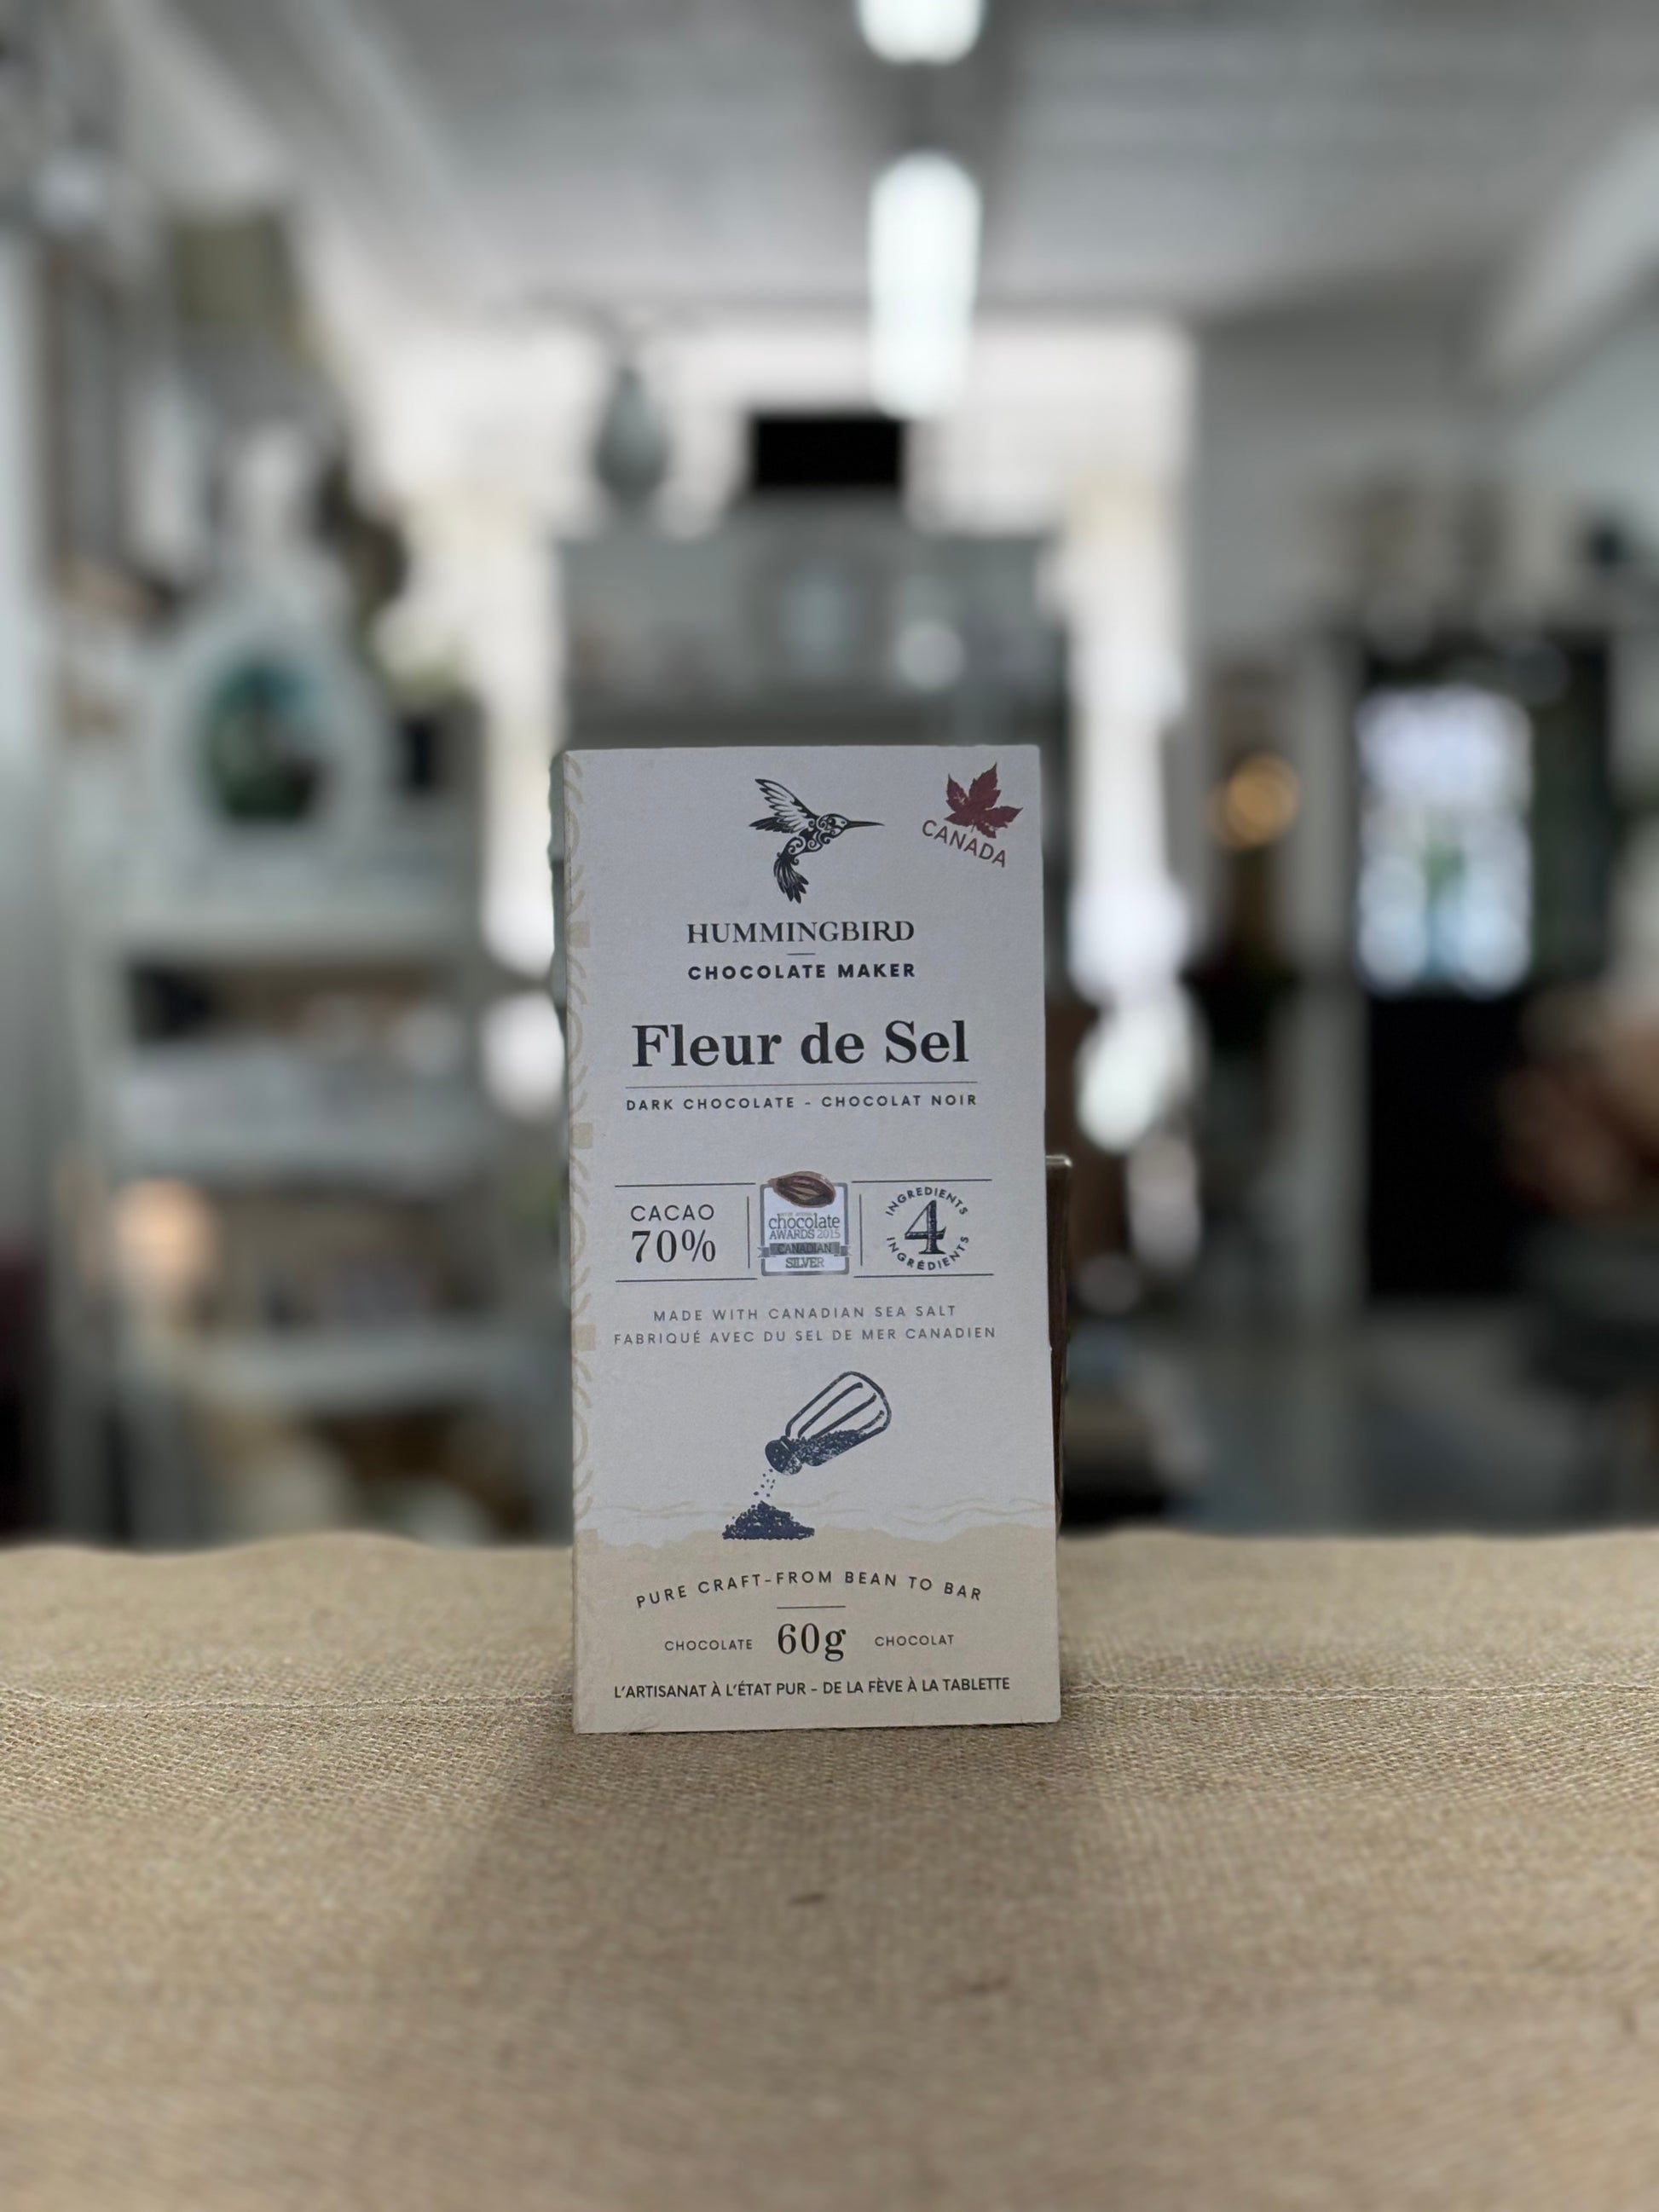 CANADA
HUMMINGBIRD
CHOCOLATE MAKER
Fleur de Sel
DARK CHOCOLATE - CHOCOLAT NOIR
CACAO
70%
chocolate
AWARDS 2015
CANADIAN
SILVER
INGREDIENTS
4
INGRÉDIENTS
MADE WITH CANADIAN SEA SALT
FABRIQUÉ AVEC DU SEL DE MER CANADIEN
PURE CRAFT-FROM BEAN TO BAR
CHOCOLATE 60g CHOCOLAT
L'ARTISANAT À L'ÉTAT PUR - DE LA FÈVE À LA TABLETTE